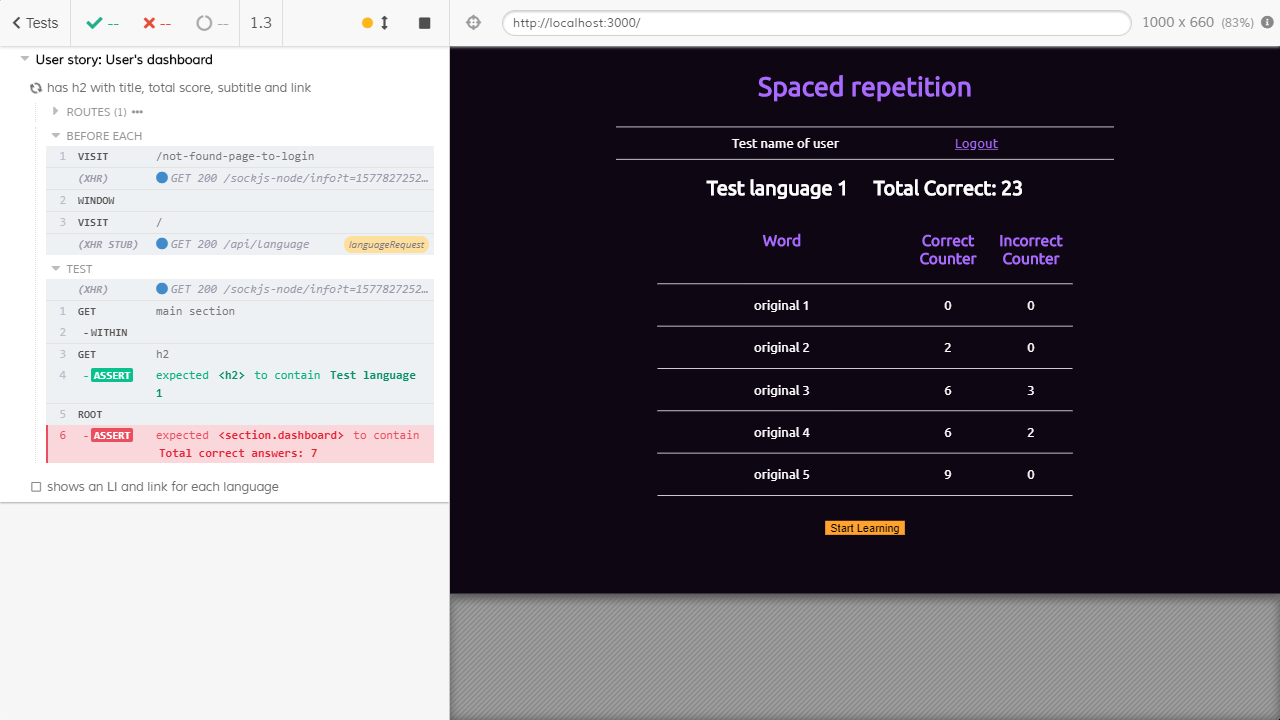 Tests -- -- -- 1.3
User story: User's dashboard
has h2 with title, total score, subtitle and link
ROUTES (1) •••
BEFORE EACH
1 VISIT /not-found-page-to-login
(XHR) GET 200 /sockjs-node/info?t=1577827252…
2 WINDOW
3 VISIT /
(XHR STUB) GET 200 /api/language languageRequest
TEST
(XHR) GET 200 /sockjs-node/info?t=1577827252…
1 GET main section
2 -WITHIN
3 GET h2
4 -ASSERT expected <h2> to contain Test language
1
5 ROOT
6 -ASSERT expected <section.dashboard> to contain
Total correct answers: 7
shows an LI and link for each language
http://localhost:3000/ 1000 x 660 (83%)
Spaced repetition
Test name of user Logout
Test language 1 Total Correct: 23
Word Correct Incorrect
Counter Counter
original 1 0 0
original 2 2 0
original 3 6 3
original 4 6 2
original 5 9 0
Start Learning